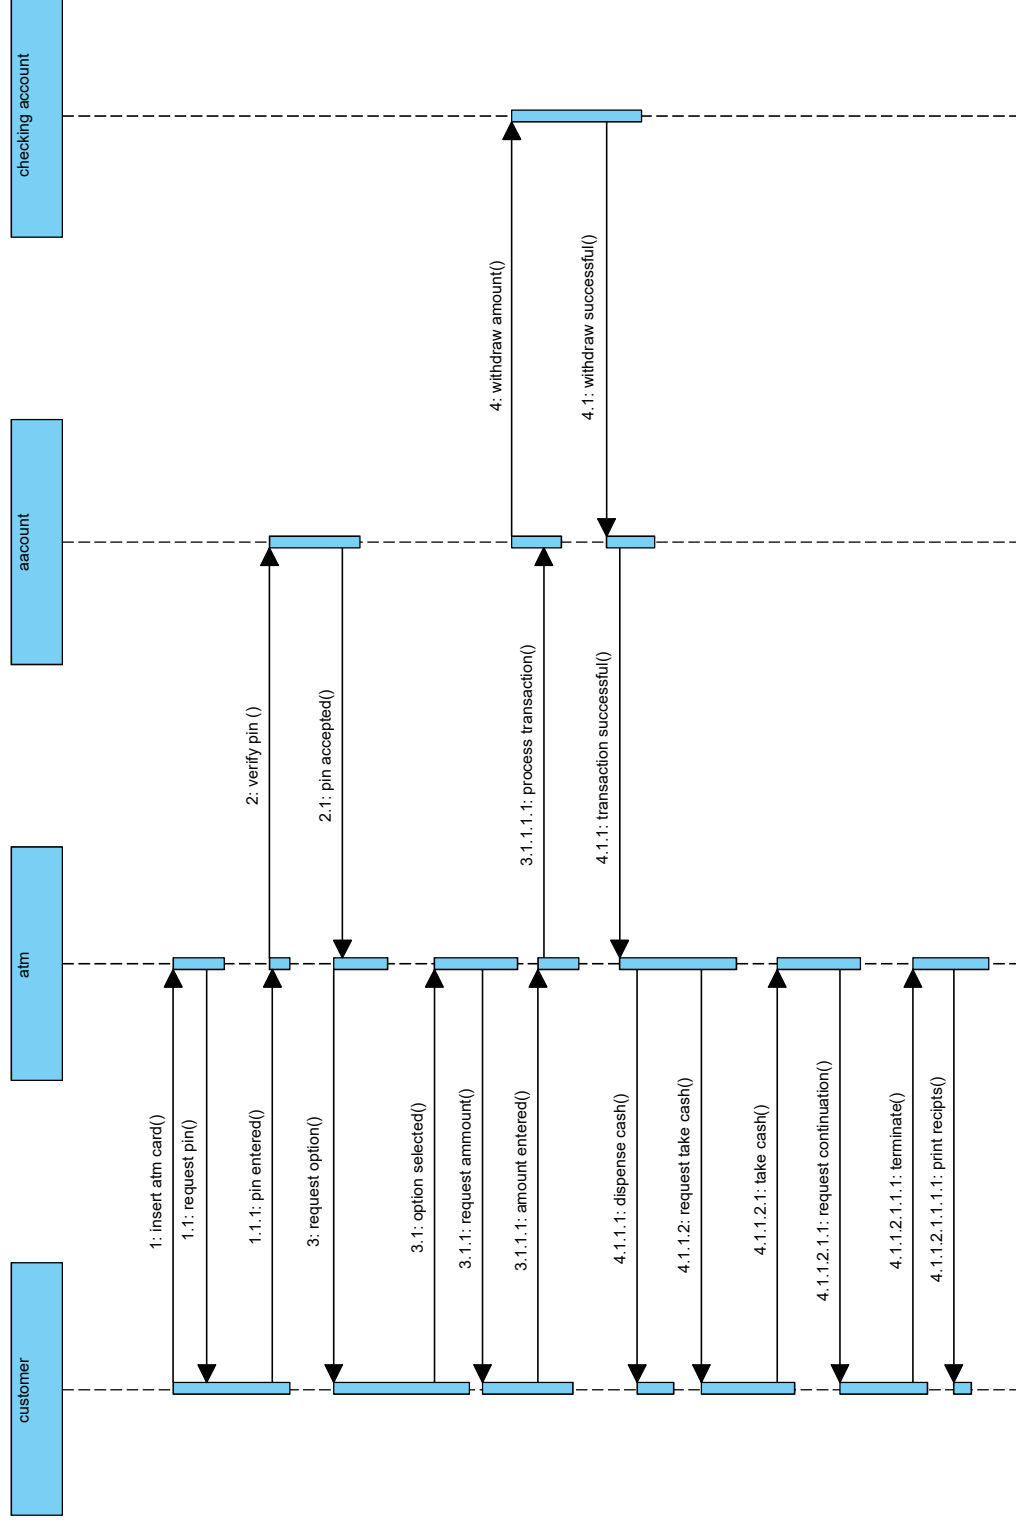 customer
atm
aacount
checking account
1: insert atm card()
1.1: request pin()
1.1.1: pin entered()
2: verify pin ()
2.1: pin accepted()
3: request option()
3.1: option selected()
3.1.1: request ammount()
3.1.1.1: amount entered()
3.1.1.1.1: process transaction()
4: withdraw amount()
4.1: withdraw successful()
4.1.1: transaction successful()
4.1.1.1: dispense cash()
4.1.1.2: request take cash()
4.1.1.2.1: take cash()
4.1.1.2.1.1: request continuation()
4.1.1.2.1.1.1: terminate()
4.1.1.2.1.1.1.1: print recipts()